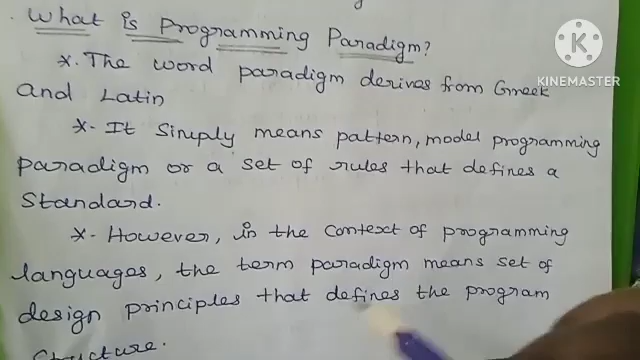 What is Programming Paradigm?
*. The word paradigm derives from Greek
and Latin
*. It simply means pattern, model programming
paradigm or a set of rules that defines a
Standard.
*. However, in the context of programming
languages, the term paradigm means set of
design principles that defines the program
Structure.
KINEMASTER